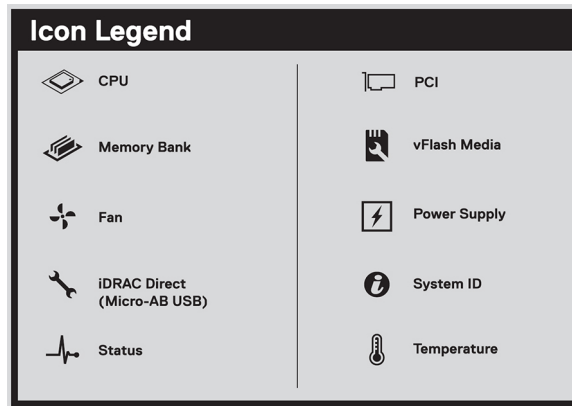 Icon Legend
CPU
Memory Bank
Fan
iDRAC Direct
(Micro-AB USB)
Status
PCI
vFlash Media
Power Supply
System ID
Temperature